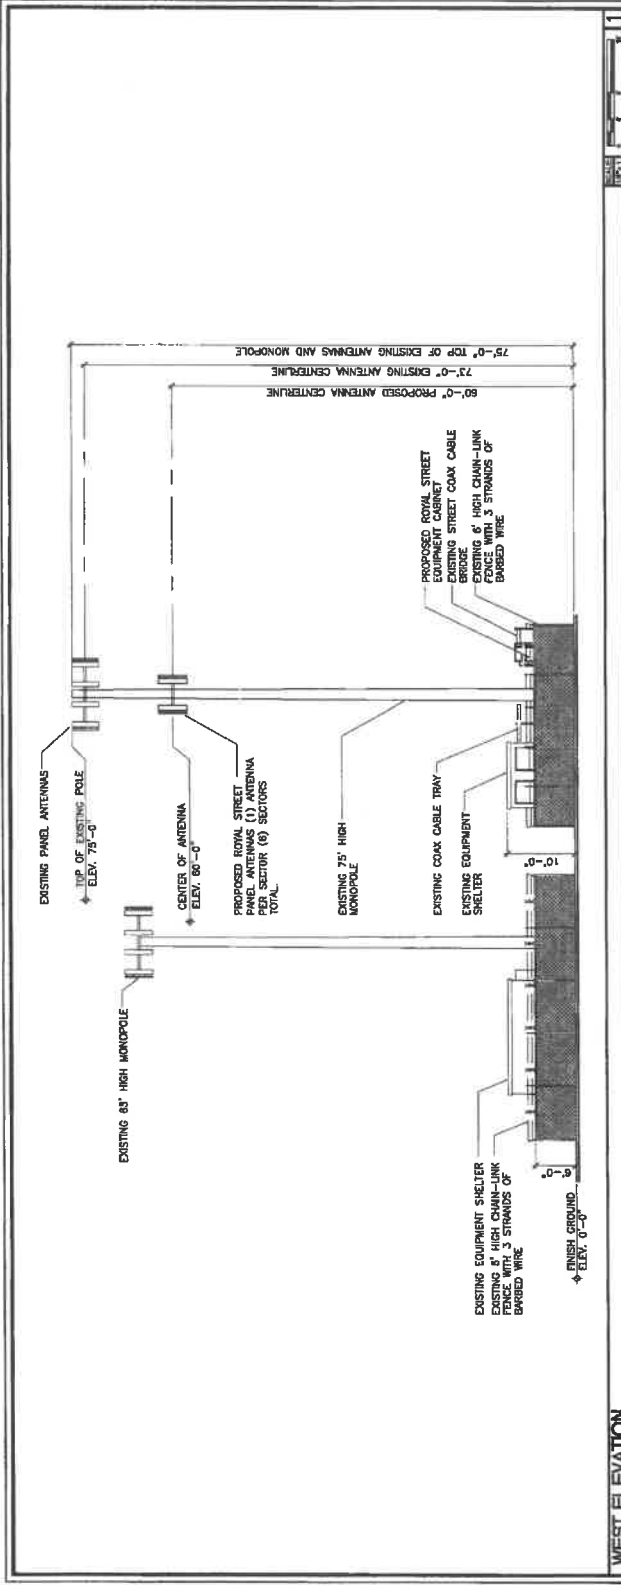 EXISTING PANEL ANTENNAS
TOP OF EXISTING POLE
ELEV. 75'-0"
CENTER OF ANTENNA
ELEV. 60'-0"
PROPOSED ROYAL STREET
PANEL ANTENNAS (1) ANTENNA
PER SECTOR (6) SECTORS
TOTAL.
EXISTING 75' HIGH
MONOPOLE
EXISTING COAX CABLE TRAY
EXISTING EQUIPMENT
SHELTER
10'-0"
75'-0" TOP OF EXISTING ANTENNAS AND MONOPOLE
73'-0" EXISTING ANTENNA CENTERLINE
60'-0" PROPOSED ANTENNA CENTERLINE
PROPOSED ROYAL STREET
EQUIPMENT CABINET
EXISTING STREET COAX CABLE
BRIDGE
EXISTING 6' HIGH CHAIN-LINK
FENCE WITH 3 STRANDS OF
BARBED WIRE
EXISTING 65' HIGH MONOPOLE
EXISTING EQUIPMENT SHELTER
EXISTING 6' HIGH CHAIN-LINK
FENCE WITH 3 STRANDS OF
BARBED WIRE
6'-0"
FINISH GROUND
ELEV. 0'-0"
WEST ELEVATION
1